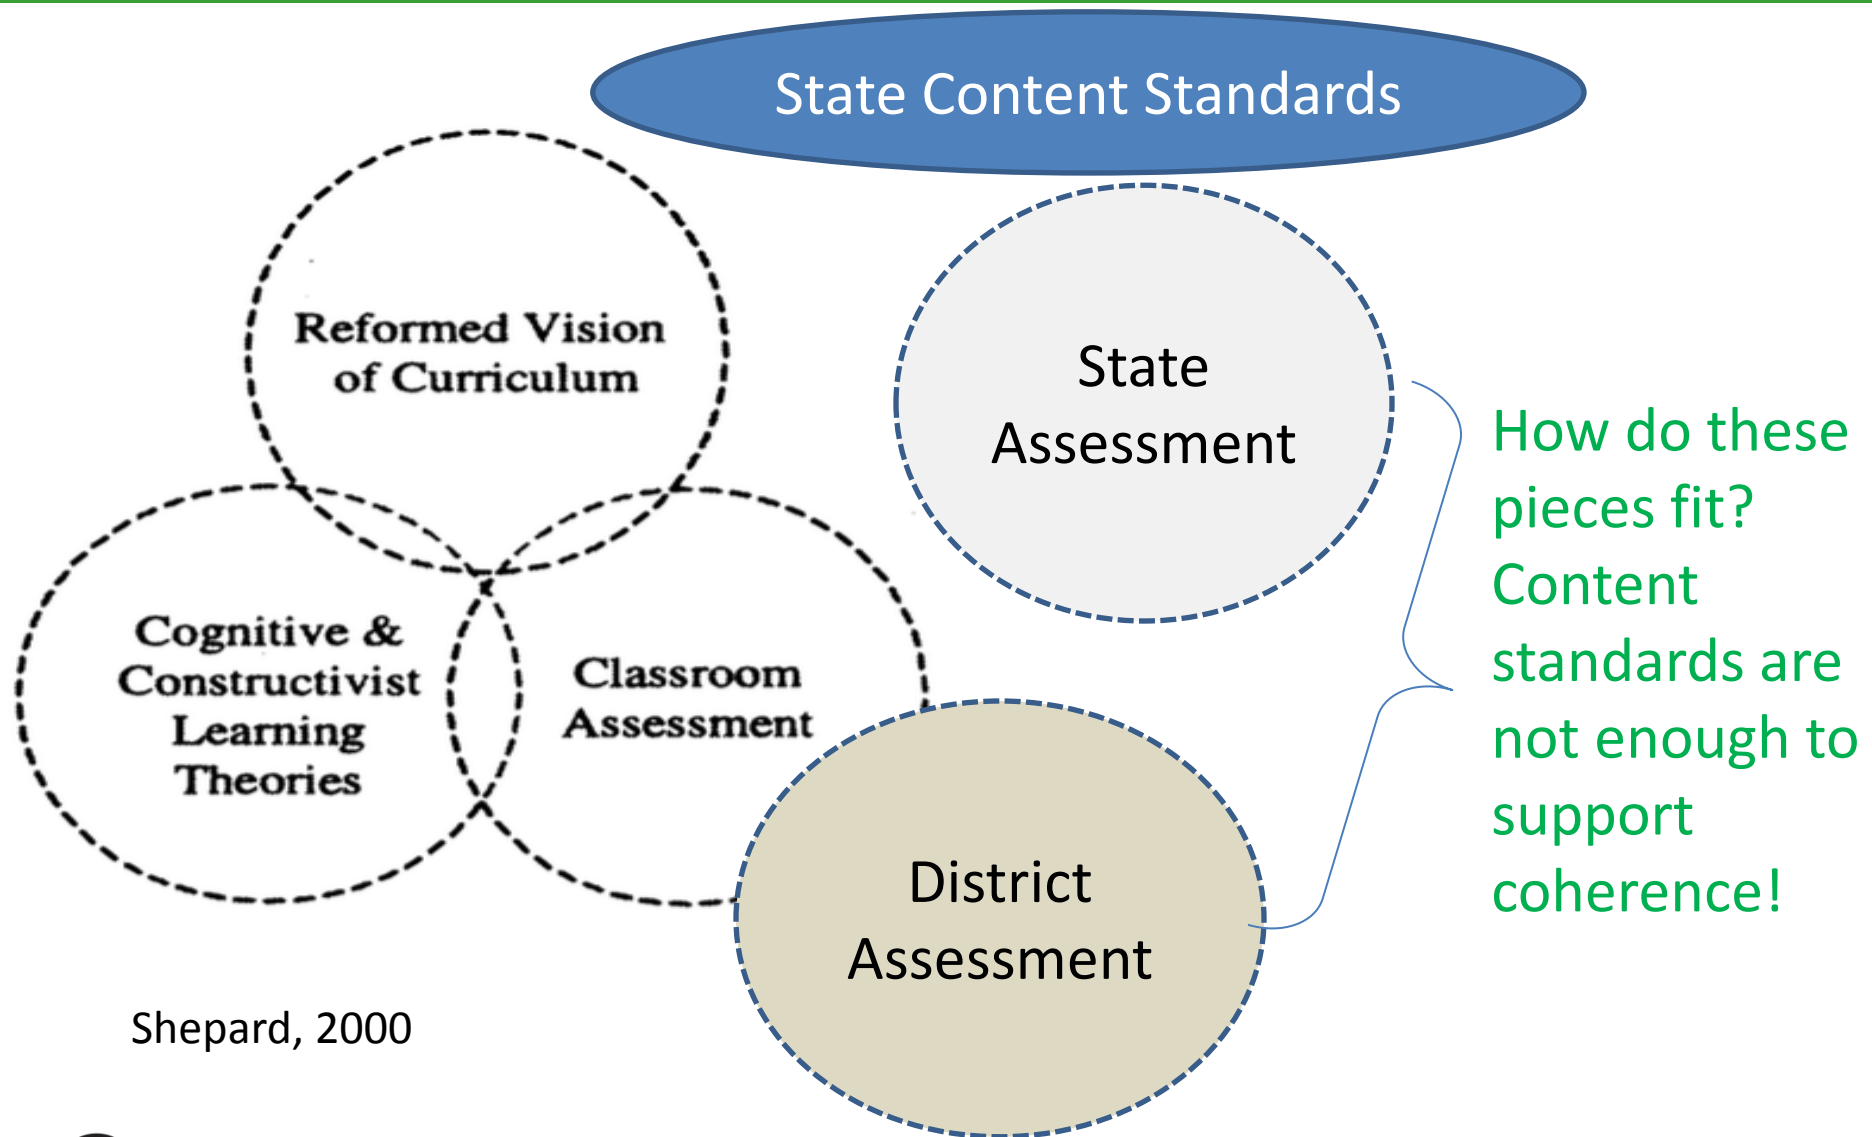 State Content Standards
Reformed Vision
of Curriculum
State
Assessment
How do these
pieces fit?
Content
standards are
not enough to
support
coherence!
Cognitive &
Constructivist
Learning
Theories
Classroom
Assessment
District
Assessment
Shepard, 2000